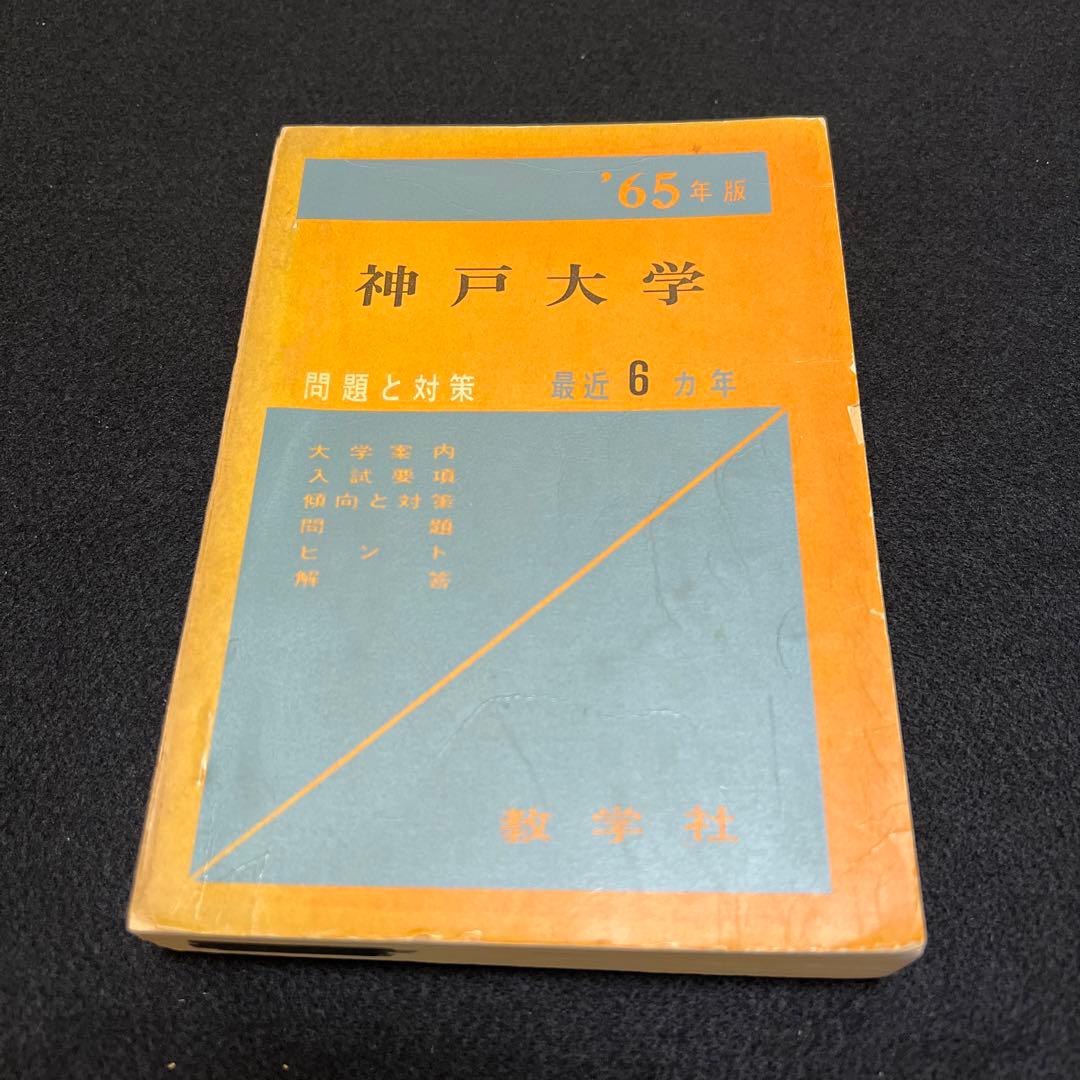 '65年版
神戸大学
問題と対策 最近6カ年
大学案内
入試要項
傾向と対策
問題
ヒント
解答
教学社